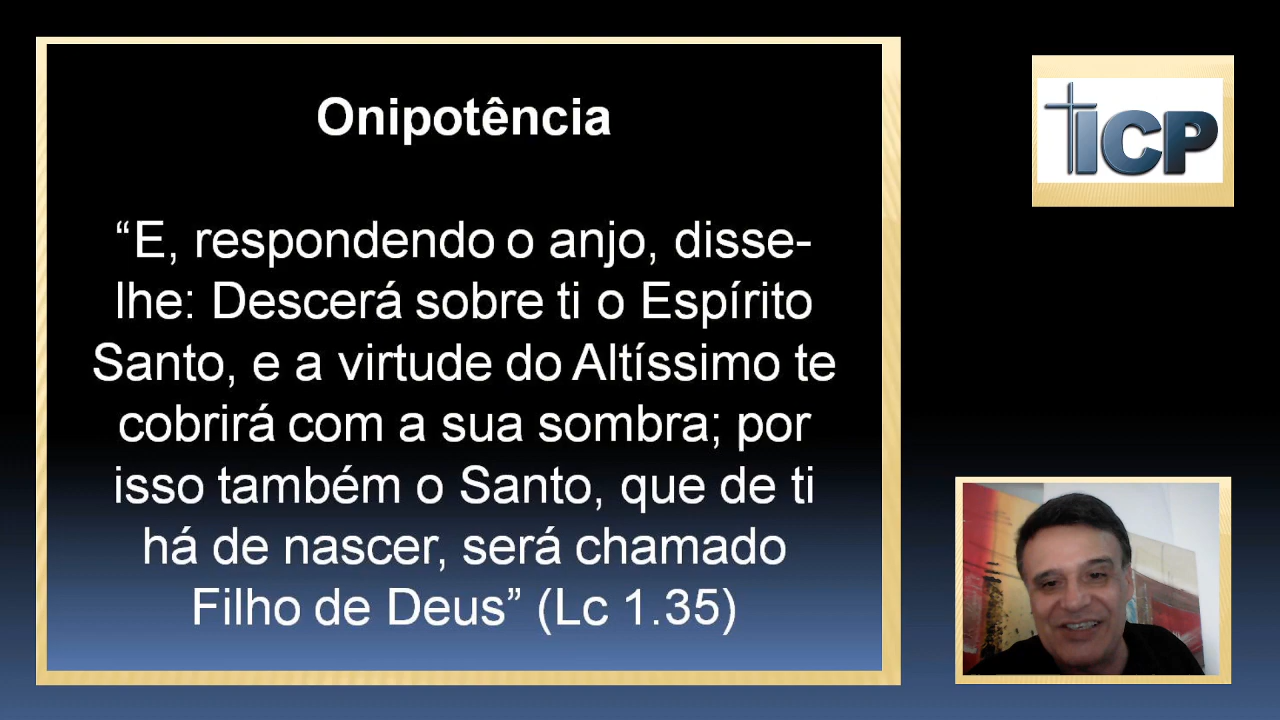 Onipotência
“E, respondendo o anjo, disse-
lhe: Descerá sobre ti o Espírito
Santo, e a virtude do Altíssimo te
cobrirá com a sua sombra; por
isso também o Santo, que de ti
há de nascer, será chamado
Filho de Deus” (Lc 1.35)
ICP